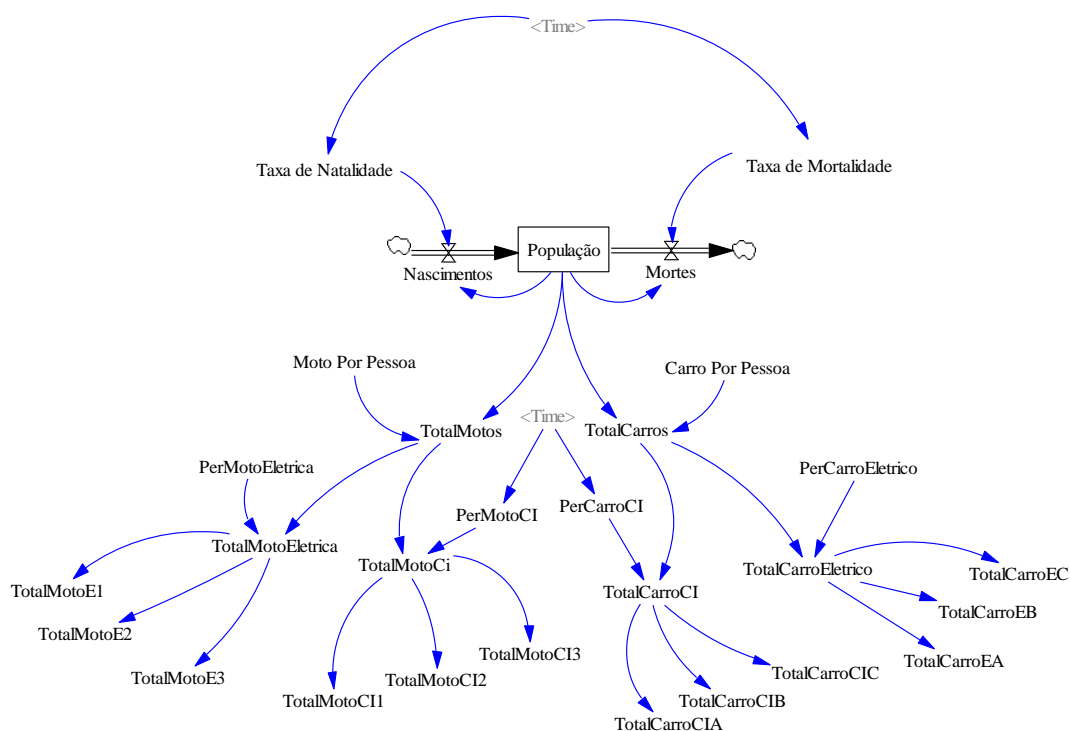 <Time>
Taxa de Natalidade
Taxa de Mortalidade
População
Nascimentos
Mortes
Moto Por Pessoa
Carro Por Pessoa
<Time>
TotalMotos
TotalCarros
PerMotoEletrica
PerCarroEletrico
PerMotoCI
PerCarroCI
TotalMotoEletrica
TotalMotoCi
TotalCarroEletrico
TotalCarroEC
TotalMotoE1
TotalCarroCI
TotalCarroEB
TotalMotoE2
TotalMotoCI3
TotalCarroEA
TotalMotoE3
TotalMotoCI2
TotalCarroCIC
TotalMotoCI1
TotalCarroCIB
TotalCarroCIA